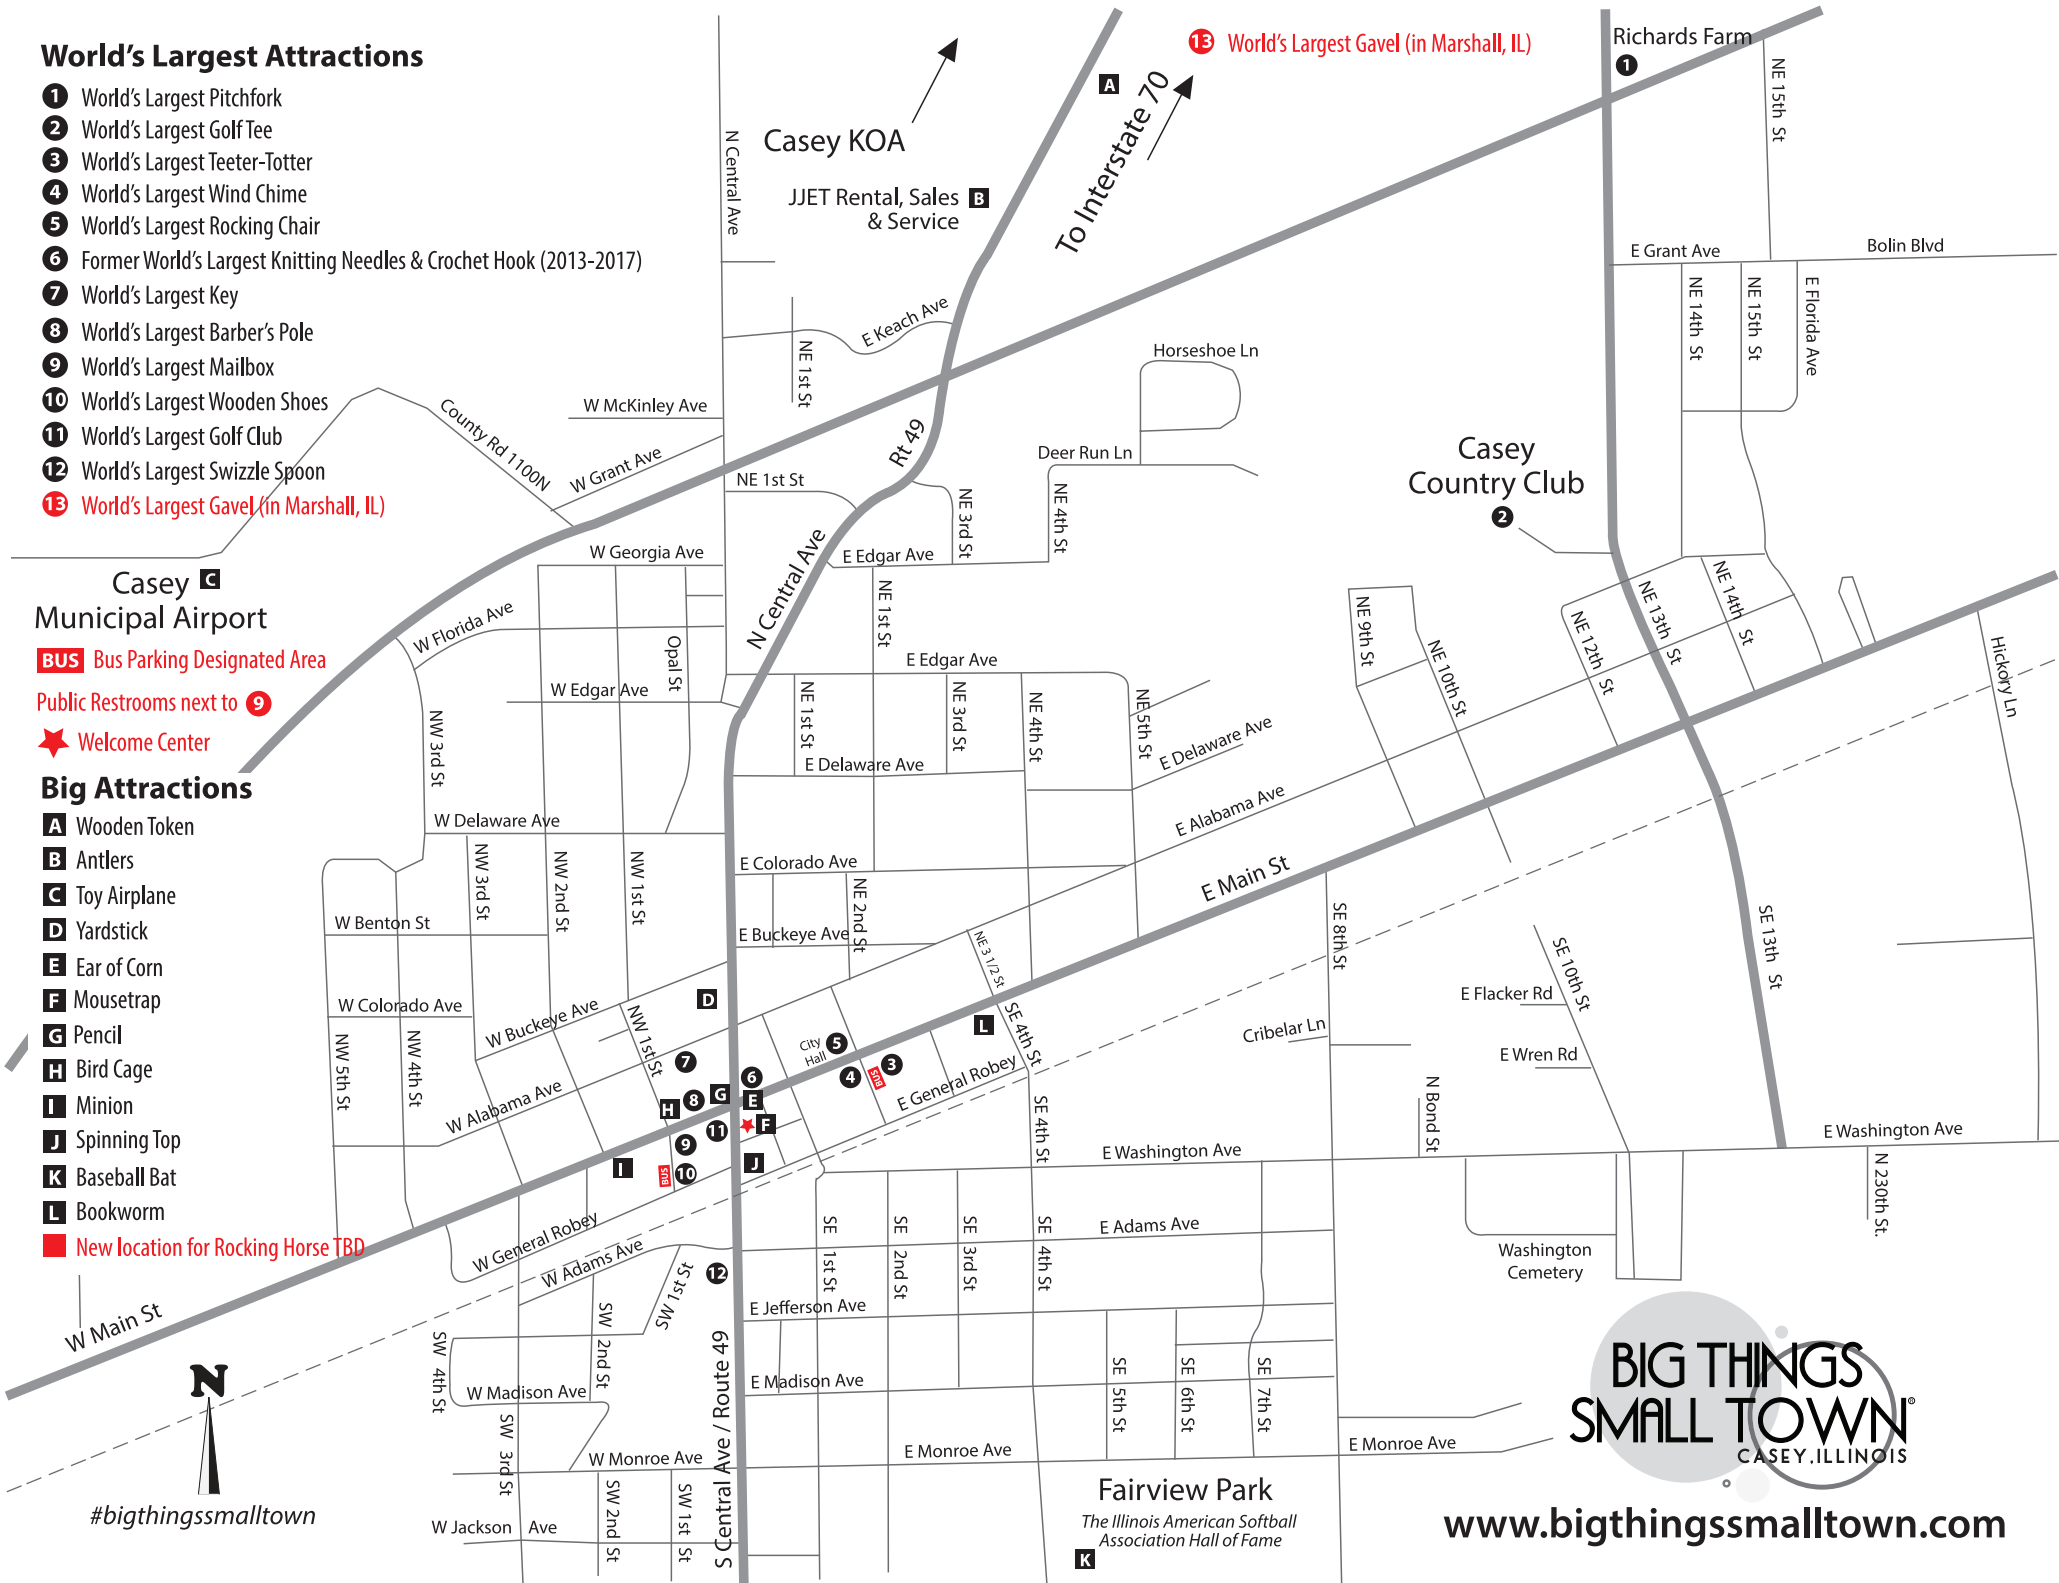 World's Largest Attractions
1 World's Largest Pitchfork
2 World's Largest Golf Tee
3 World's Largest Teeter-Totter
4 World's Largest Wind Chime
5 World's Largest Rocking Chair
6 Former World's Largest Knitting Needles & Crochet Hook (2013-2017)
7 World's Largest Key
8 World's Largest Barber's Pole
9 World's Largest Mailbox
10 World's Largest Wooden Shoes
11 World's Largest Golf Club
12 World's Largest Swizzle Spoon
13 World's Largest Gavel (in Marshall, IL)
Casey C
Municipal Airport
BUS Bus Parking Designated Area
Public Restrooms next to 9
Welcome Center
Big Attractions
A Wooden Token
B Antlers
C Toy Airplane
D Yardstick
E Ear of Corn
F Mousetrap
G Pencil
H Bird Cage
I Minion
J Spinning Top
K Baseball Bat
L Bookworm
New location for Rocking Horse TBD
W Main St
N
#bigthingssmalltown
13 World's Largest Gavel (in Marshall, IL)
A
To Interstate 70
Casey KOA
JJET Rental, Sales B
& Service
N Central Ave
E Keach Ave
NE 1st St
W McKinley Ave
County Rd 1100N
W Grant Ave
Rt 49
NE 1st St
Horseshoe Ln
Deer Run Ln
NE 3rd St
NE 4th St
W Georgia Ave
N Central Ave
E Edgar Ave
NE 1st St
W Florida Ave
Opal St
E Edgar Ave
W Edgar Ave
NW 3rd St
NE 1st St
NE 3rd St
NE 4th St
NE 5th St
E Delaware Ave
E Delaware Ave
W Delaware Ave
E Alabama Ave
E Colorado Ave
NW 3rd St
NW 2nd St
NW 1st St
NE 2nd St
E Main St
W Benton St
E Buckeye Ave
NE 3 1/2 St
W Colorado Ave
W Buckeye Ave
D
NW 5th St
NW 4th St
NW 1st St
SE 4th St
L
City
Hall
5
7
3
4
BUS
6
E General Robey
W Alabama Ave
G
8
E
H
11
F
9
I
BUS
10
J
SE 4th St
W General Robey
W Adams Ave
SW 1st St
12
E Washington Ave
SE 1st St
SE 2nd St
SE 3rd St
SE 4th St
E Adams Ave
E Jefferson Ave
SW 2nd St
SW 4th St
S Central Ave / Route 49
W Madison Ave
E Madison Ave
SE 5th St
SE 6th St
SE 7th St
SW 3rd St
W Monroe Ave
E Monroe Ave
E Monroe Ave
SW 2nd St
SW 1st St
W Jackson Ave
Fairview Park
The Illinois American Softball
Association Hall of Fame
K
Richards Farm
1
NE 15th St
E Grant Ave
Bolin Blvd
NE 14th St
NE 15th St
E Florida Ave
Casey
Country Club
2
NE 9th St
NE 10th St
NE 12th St
NE 13th St
NE 14th St
Hickory Ln
SE 8th St
SE 10th St
SE 13th St
E Flacker Rd
Cribelar Ln
E Wren Rd
N Bond St
E Washington Ave
N 230th St.
Washington
Cemetery
BIG THINGS
SMALL TOWN®
CASEY, ILLINOIS
www.bigthingssmalltown.com